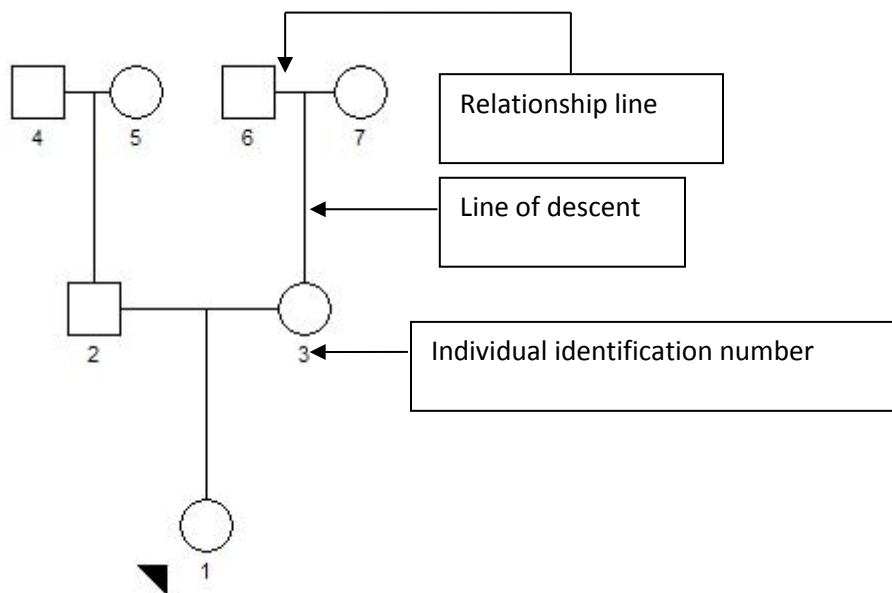 Relationship line
4
5
6
7
Line of descent
2
3
Individual identification number
1